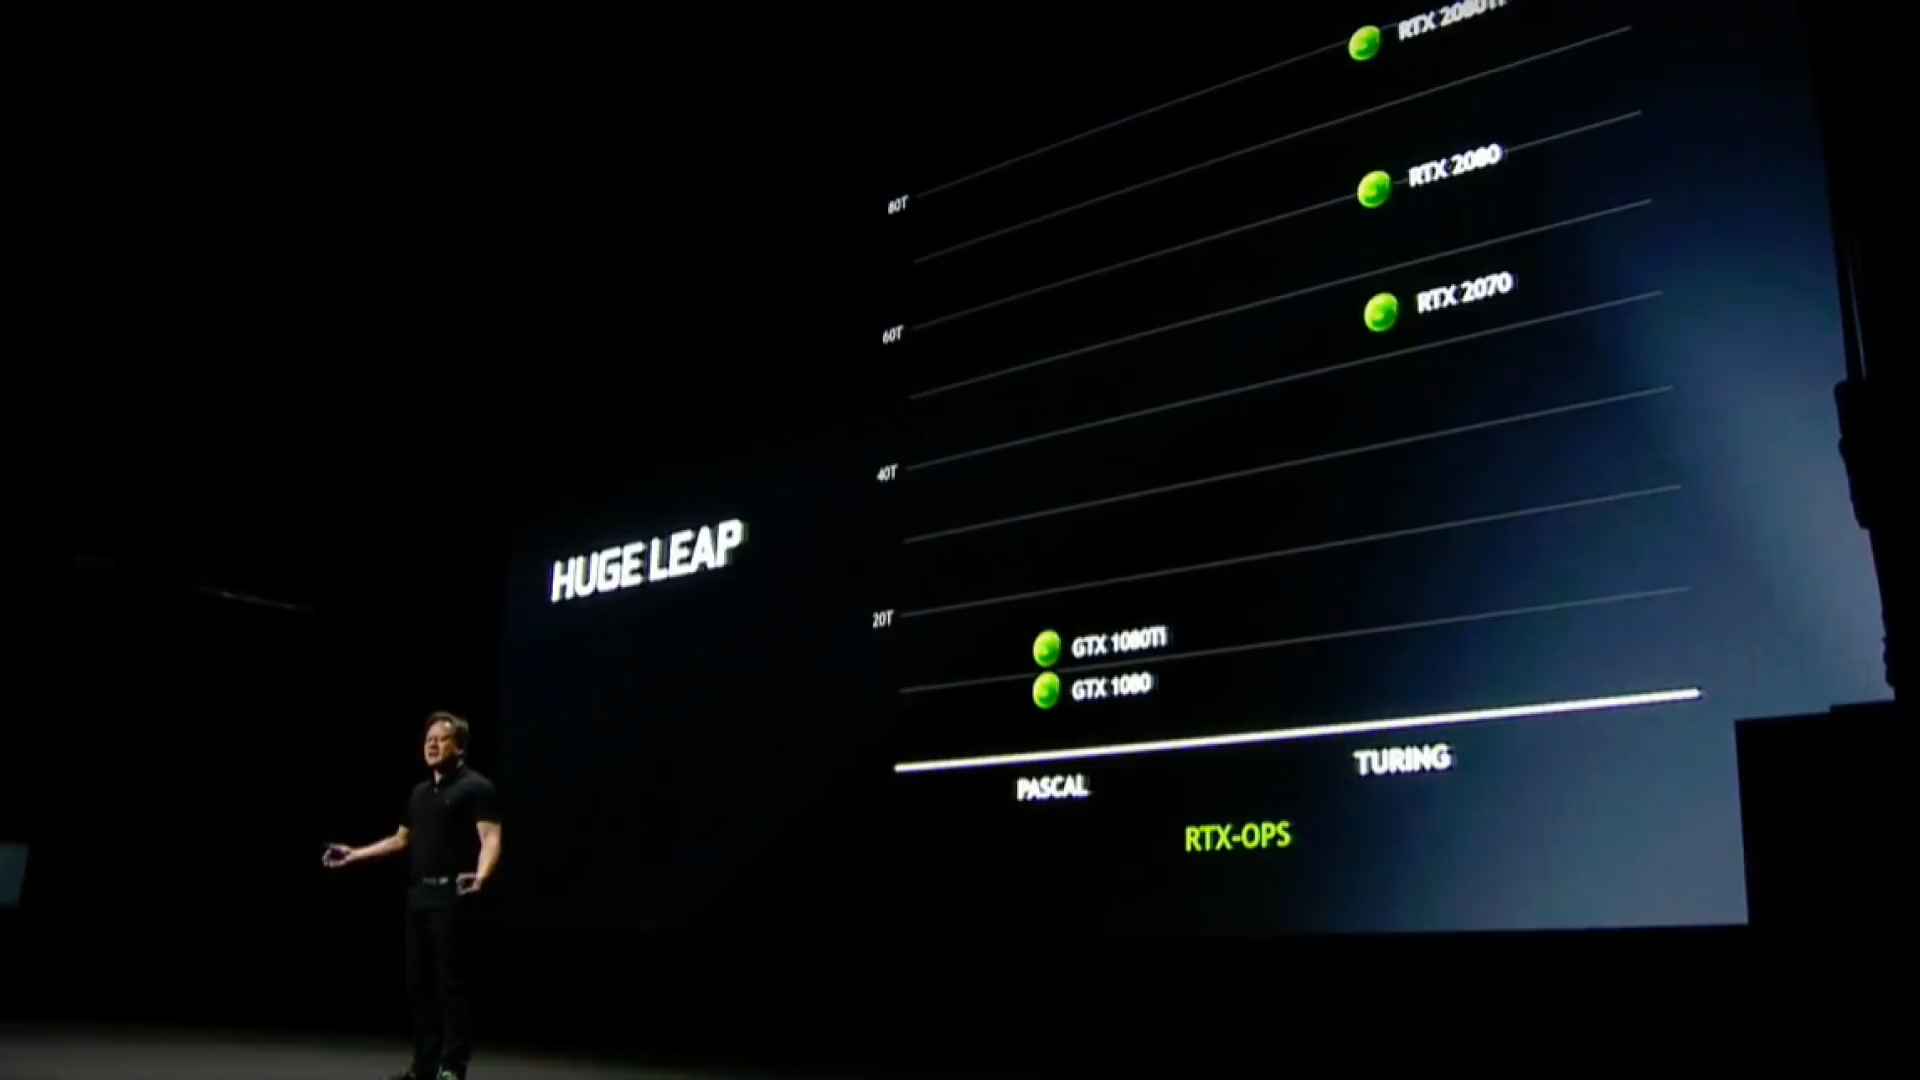 RTX 2080TI
80T
RTX 2080
60T
RTX 2070
40T
HUGE LEAP
20T
GTX 1080TI
GTX 1080
PASCAL
TURING
RTX-OPS